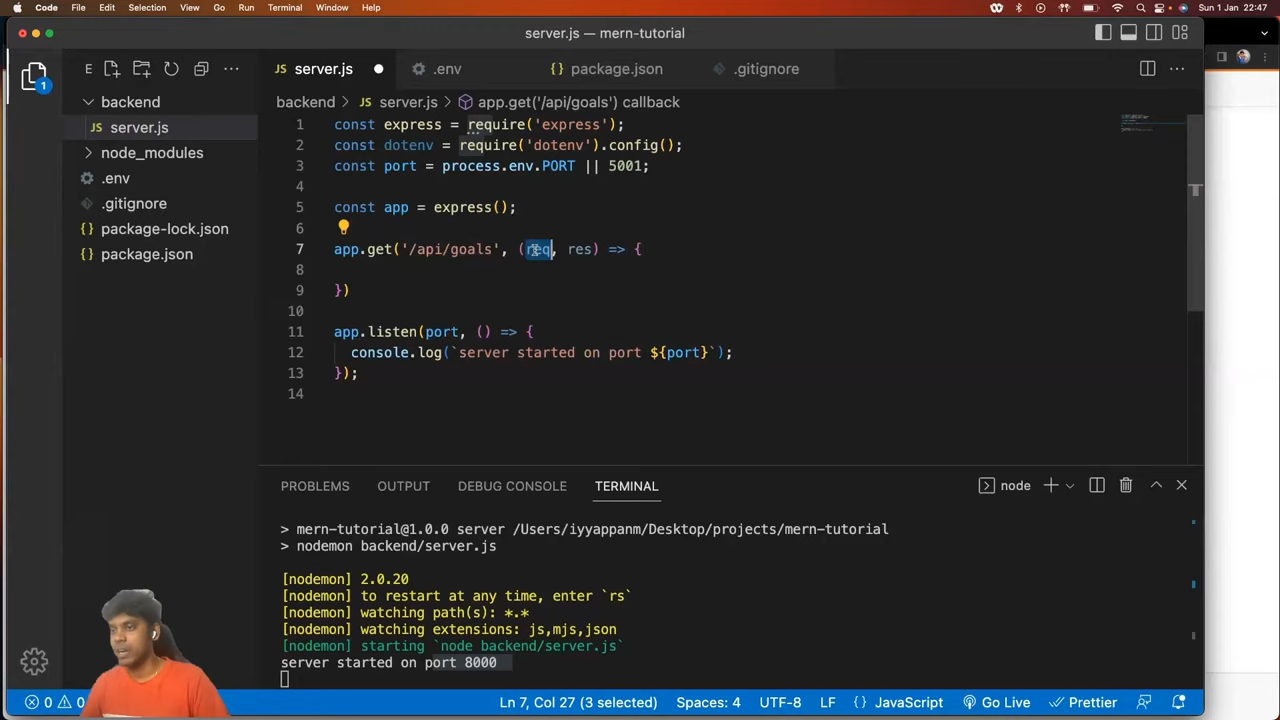 Code File Edit Selection View Go Run Terminal Window Help Sun 1 Jan 22:47
server.js — mern-tutorial
E
server.js .env {} package.json .gitignore
JS
1
backend > JS server.js > app.get('/api/goals') callback
backend
JS server.js
node_modules
.env
.gitignore
{} package-lock.json
{} package.json
1 const express = require('express');
2 const dotenv = require('dotenv').config();
3 const port = process.env.PORT || 5001;
4
5 const app = express();
6
7 app.get('/api/goals', (req, res) => {
8
9 })
10
11 app.listen(port, () => {
12 console.log(`server started on port ${port}`);
13 });
14
PROBLEMS OUTPUT DEBUG CONSOLE TERMINAL node
> mern-tutorial@1.0.0 server /Users/iyyappanm/Desktop/projects/mern-tutorial
> nodemon backend/server.js
[nodemon] 2.0.20
[nodemon] to restart at any time, enter `rs`
[nodemon] watching path(s): *.*
[nodemon] watching extensions: js,mjs,json
[nodemon] starting `node backend/server.js`
server started on port 8000
0 0 Ln 7, Col 27 (3 selected) Spaces: 4 UTF-8 LF {} JavaScript Go Live Prettier